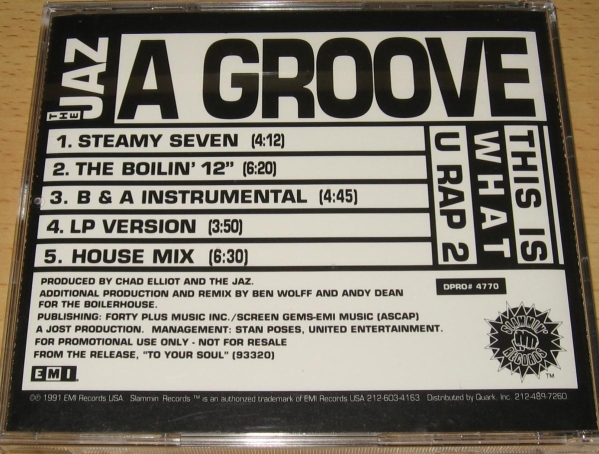 THE JAZ
A GROOVE
THIS IS
WHAT
U RAP 2
1. STEAMY SEVEN (4:12)
2. THE BOILIN' 12" (6:20)
3. B & A INSTRUMENTAL (4:45)
4. LP VERSION (3:50)
5. HOUSE MIX (6:30)
PRODUCED BY CHAD ELLIOT AND THE JAZ.
ADDITIONAL PRODUCTION AND REMIX BY BEN WOLFF AND ANDY DEAN
FOR THE BOILERHOUSE.
PUBLISHING: FORTY PLUS MUSIC INC./SCREEN GEMS-EMI MUSIC (ASCAP)
A JOST PRODUCTION. MANAGEMENT: STAN POSES, UNITED ENTERTAINMENT.
FOR PROMOTIONAL USE ONLY - NOT FOR RESALE
FROM THE RELEASE, "TO YOUR SOUL" (93320)
DPRO# 4770
SLAMMIN'
RECORDS
TM
EMI
℗© 1991 EMI Records USA Slammin Records ™ is an authorized trademark of EMI Records USA 212-603-4163 Distributed by Quark, Inc. 212-489-7260